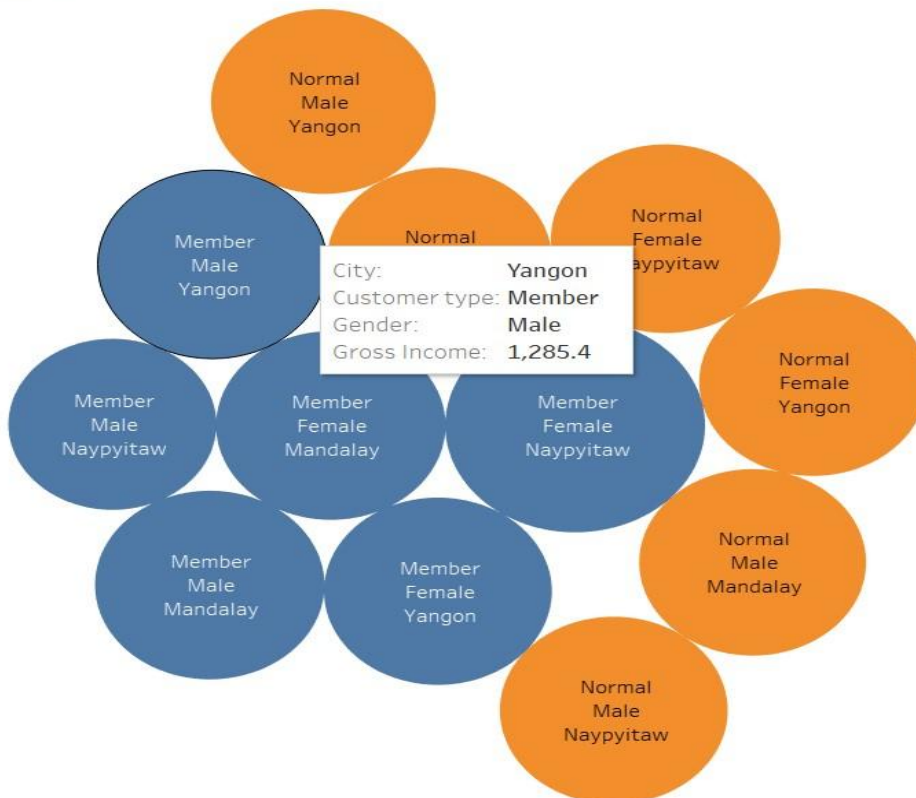 Normal
Male
Yangon
Member
Male
Yangon
Normal
Normal
Female
aypyitaw
City: Yangon
Customer type: Member
Gender: Male
Gross Income: 1,285.4
Normal
Female
Yangon
Member
Male
Naypyitaw
Member
Female
Mandalay
Member
Female
Naypyitaw
Member
Male
Mandalay
Member
Female
Yangon
Normal
Male
Mandalay
Normal
Male
Naypyitaw